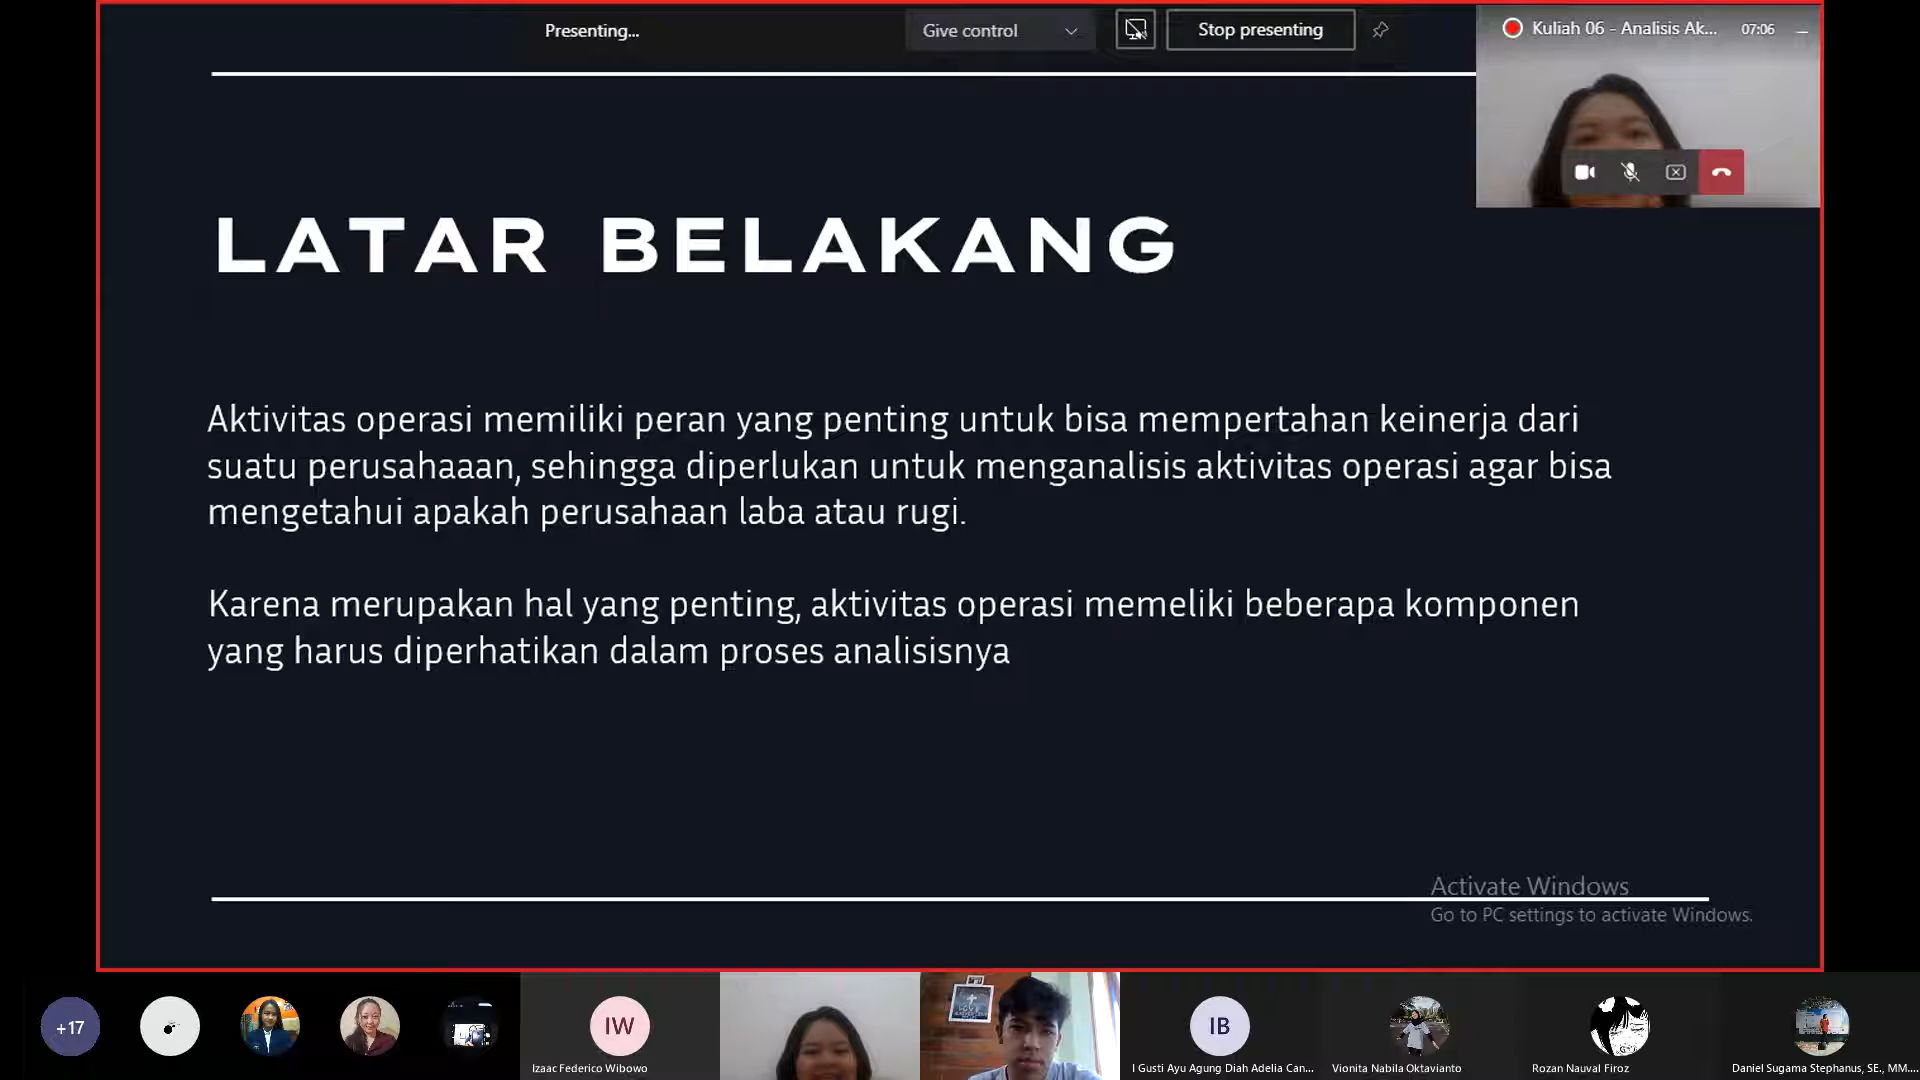 Presenting...
Give control
Stop presenting
Kuliah 06 - Analisis Ak...
07:06
LATAR BELAKANG
Aktivitas operasi memiliki peran yang penting untuk bisa mempertahan keinerja dari
suatu perusahaaan, sehingga diperlukan untuk menganalisis aktivitas operasi agar bisa
mengetahui apakah perusahaan laba atau rugi.
Karena merupakan hal yang penting, aktivitas operasi memeliki beberapa komponen
yang harus diperhatikan dalam proses analisisnya
Activate Windows
Go to PC settings to activate Windows.
+17
IW
Izaac Federico Wibowo
IB
I Gusti Ayu Agung Diah Adelia Can...
Vionita Nabila Oktavianto
Rozan Nauval Firoz
Daniel Sugama Stephanus, SE., MM....